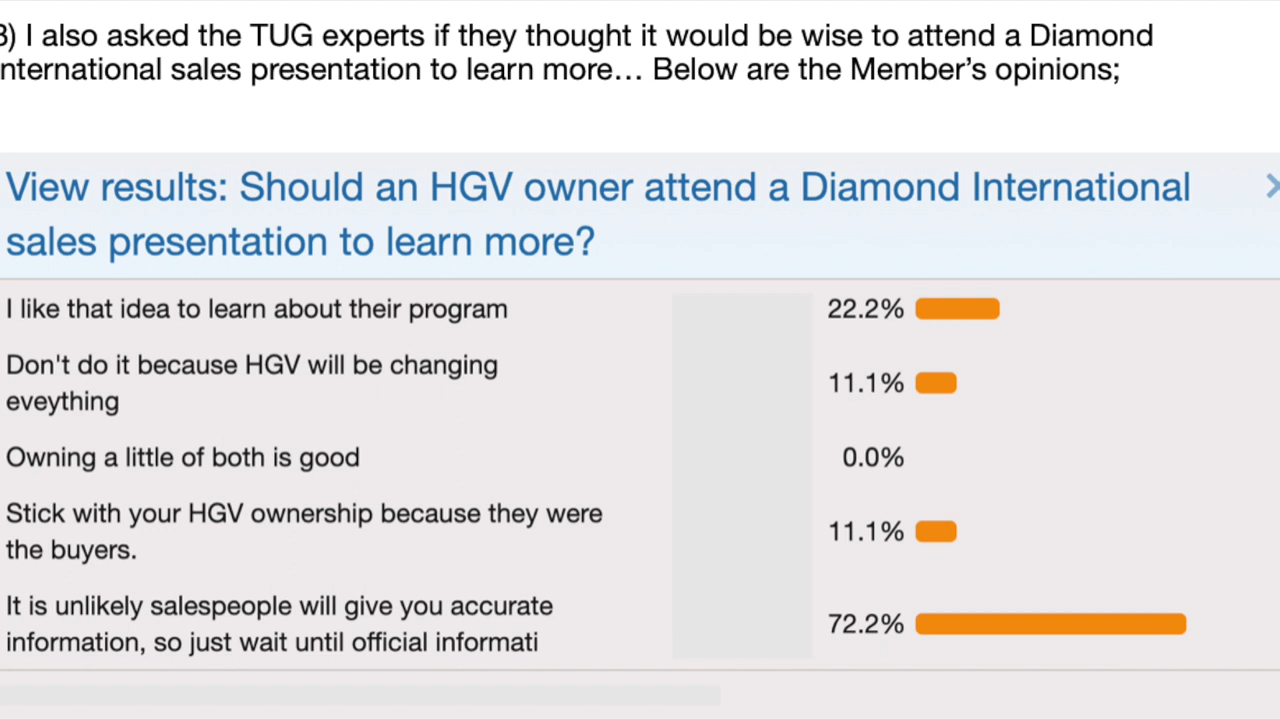 3) I also asked the TUG experts if they thought it would be wise to attend a Diamond
nternational sales presentation to learn more… Below are the Member's opinions;
View results: Should an HGV owner attend a Diamond International
sales presentation to learn more?
I like that idea to learn about their program 22.2%
Don't do it because HGV will be changing
eveything 11.1%
Owning a little of both is good 0.0%
Stick with your HGV ownership because they were
the buyers. 11.1%
It is unlikely salespeople will give you accurate
information, so just wait until official informati 72.2%